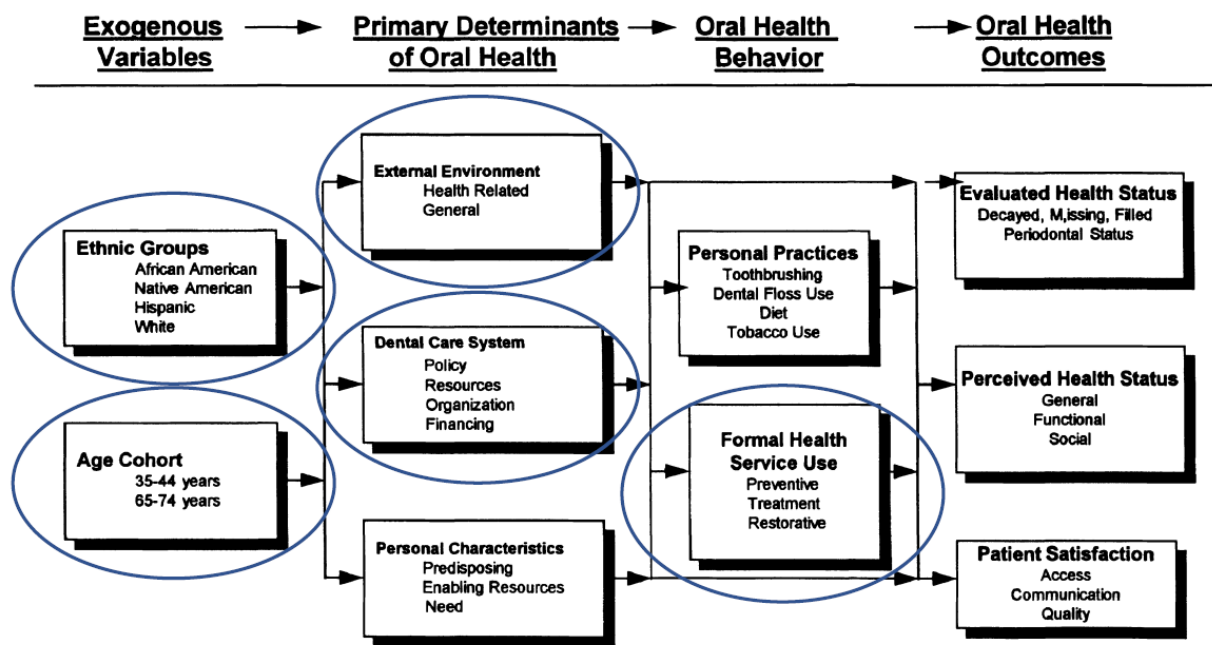 Exogenous
Variables
Primary Determinants
of Oral Health
Oral Health
Behavior
Oral Health
Outcomes
Ethnic Groups
African American
Native American
Hispanic
White
Age Cohort
35-44 years
65-74 years
External Environment
Health Related
General
Dental Care System
Policy
Resources
Organization
Financing
Personal Characteristics
Predisposing
Enabling Resources
Need
Personal Practices
Toothbrushing
Dental Floss Use
Diet
Tobacco Use
Formal Health
Service Use
Preventive
Treatment
Restorative
Evaluated Health Status
Decayed, M,issing, Filled
Periodontal Status
Perceived Health Status
General
Functional
Social
Patient Satisfaction
Access
Communication
Quality